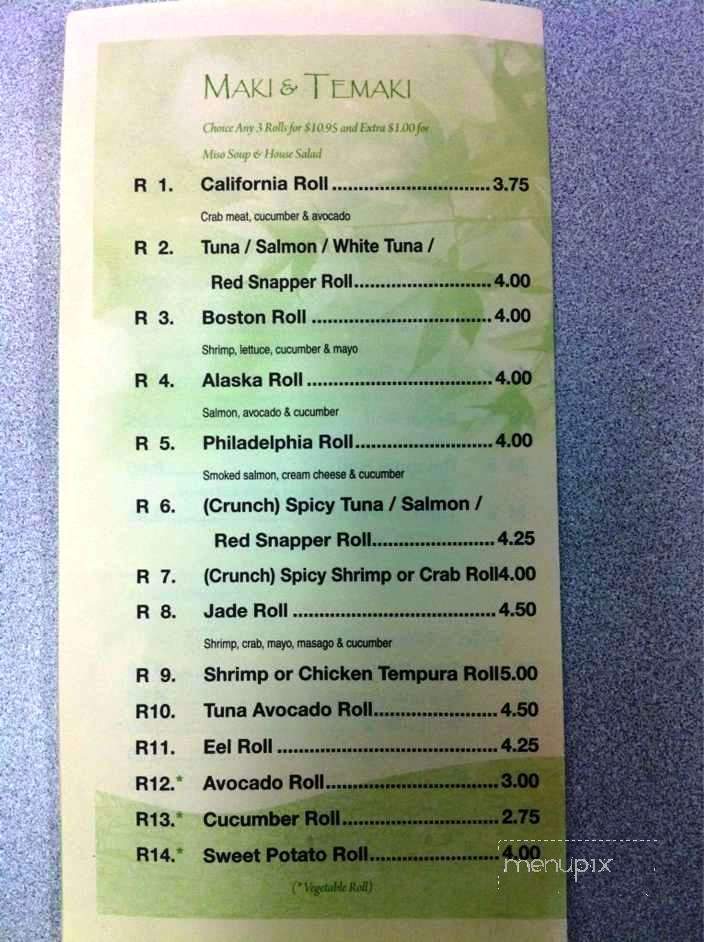 MAKI & TEMAKI
Choice Any 3 Rolls for $10.95 and Extra $1.00 for
Miso Soup & House Salad
R 1. California Roll .............................. 3.75
Crab meat, cucumber & avocado
R 2. Tuna / Salmon / White Tuna /
Red Snapper Roll.......................... 4.00
R 3. Boston Roll .................................. 4.00
Shrimp, lettuce, cucumber & mayo
R 4. Alaska Roll ................................... 4.00
Salmon, avocado & cucumber
R 5. Philadelphia Roll.......................... 4.00
Smoked salmon, cream cheese & cucumber
R 6. (Crunch) Spicy Tuna / Salmon /
Red Snapper Roll....................... 4.25
R 7. (Crunch) Spicy Shrimp or Crab Roll4.00
R 8. Jade Roll ...................................... 4.50
Shrimp, crab, mayo, masago & cucumber
R 9. Shrimp or Chicken Tempura Roll5.00
R10. Tuna Avocado Roll....................... 4.50
R11. Eel Roll ......................................... 4.25
R12.* Avocado Roll................................ 3.00
R13.* Cucumber Roll............................. 2.75
R14.* Sweet Potato Roll........................ 4.00
menupix
(* Vegetable Roll)